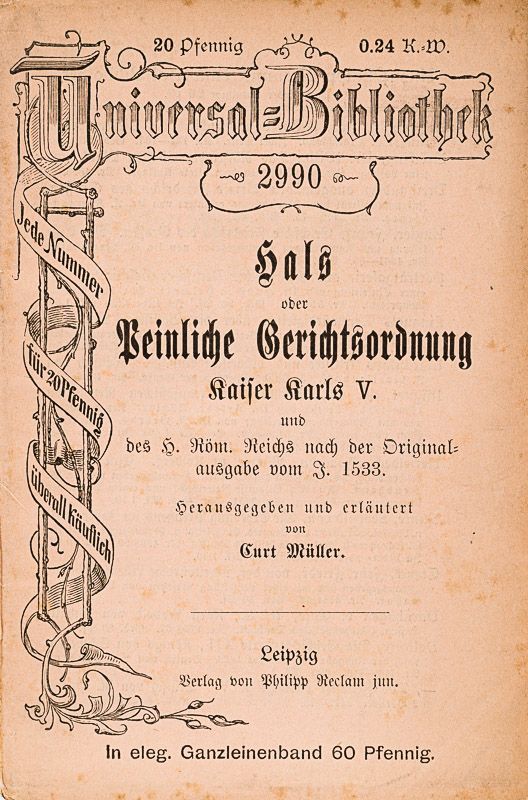 20 Pfennig 0.24 K.-W.
Universal=Bibliothek
2990
Jede Nummer
für 20 Pfennig
überall käuflich
Hals
oder
Peinliche Gerichtsordnung
Kaiser Karls V.
und
des H. Röm. Reichs nach der Original=
ausgabe vom J. 1533.
Herausgegeben und erläutert
von
Curt Müller.
Leipzig
Verlag von Philipp Reclam jun.
In eleg. Ganzleinenband 60 Pfennig.